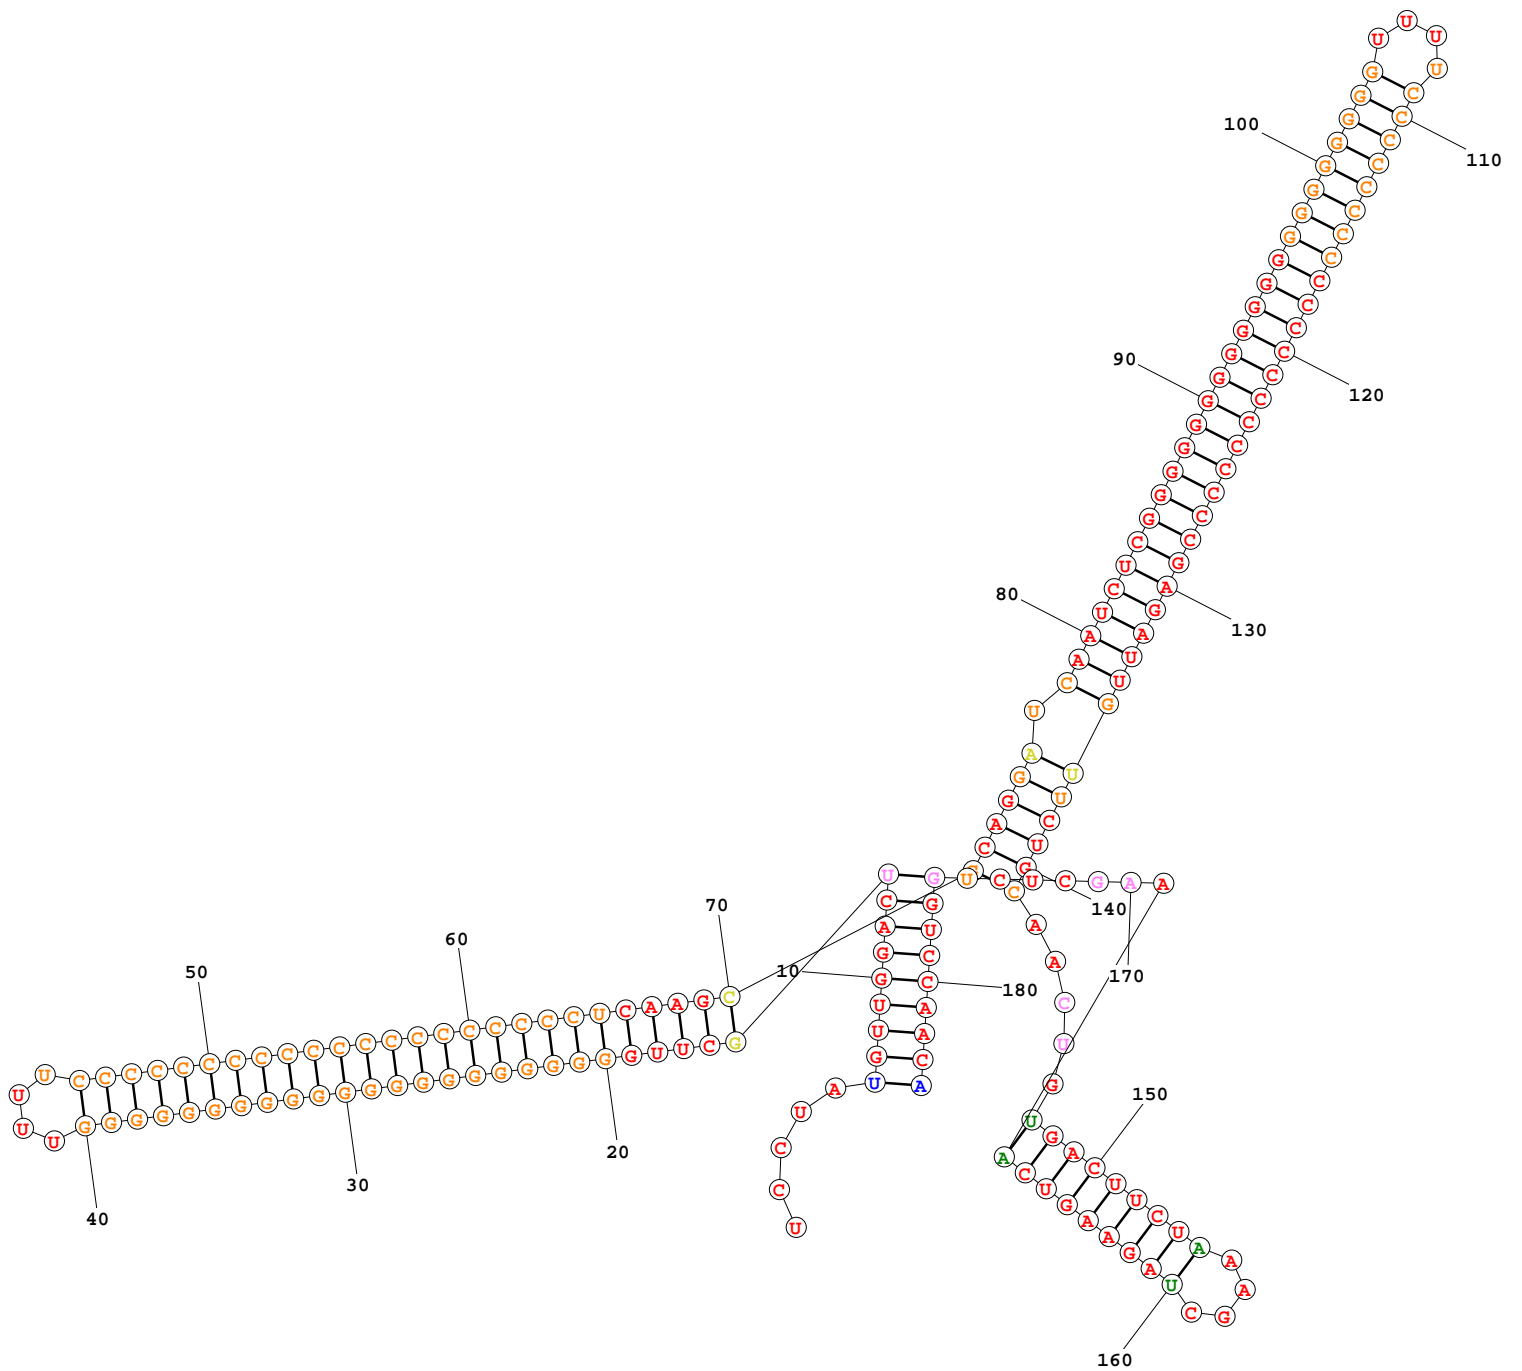 U C C U A U G U U G
10
G A C U G C U U G G
20
G G G G G G G G G G
30
G G G G G G G G G G
40
U U U U C C C C C C
50
C C C C C C C C C C
60
C C C C U C A A G C
70
G C A G G A U C A A
80
U C U C G G G G G G
90
G G G G G G G G G G
100
G G G G U U U U C C
110
C C C C C C C C C C
120
C C C C C C C C G A
130
G A U U G U U C U G
140
C A A C U G U G A C
150
U U C U A A A G C U
160
A G A A G U C A A A
170
G C U C U G G U C C
180
A A C A